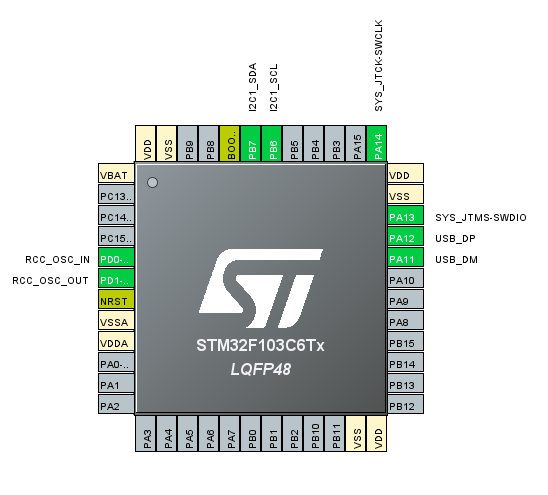 I2C1_SDA
I2C1_SCL
SYS_JTCK-SWCLK
VDD
VSS
PB9
PB8
BOO..
PB7
PB6
PB5
PB4
PB3
PA15
PA14
VBAT
VDD
PC13..
VSS
PC14..
PA13
SYS_JTMS-SWDIO
PC15..
PA12
USB_DP
RCC_OSC_IN
PD0-..
PA11
USB_DM
RCC_OSC_OUT
PD1-..
PA10
NRST
PA9
VSSA
PA8
VDDA
PB15
PA0-..
PB14
PA1
PB13
PA2
PB12
ST
STM32F103C6Tx
LQFP48
PA3
PA4
PA5
PA6
PA7
PB0
PB1
PB2
PB10
PB11
VSS
VDD